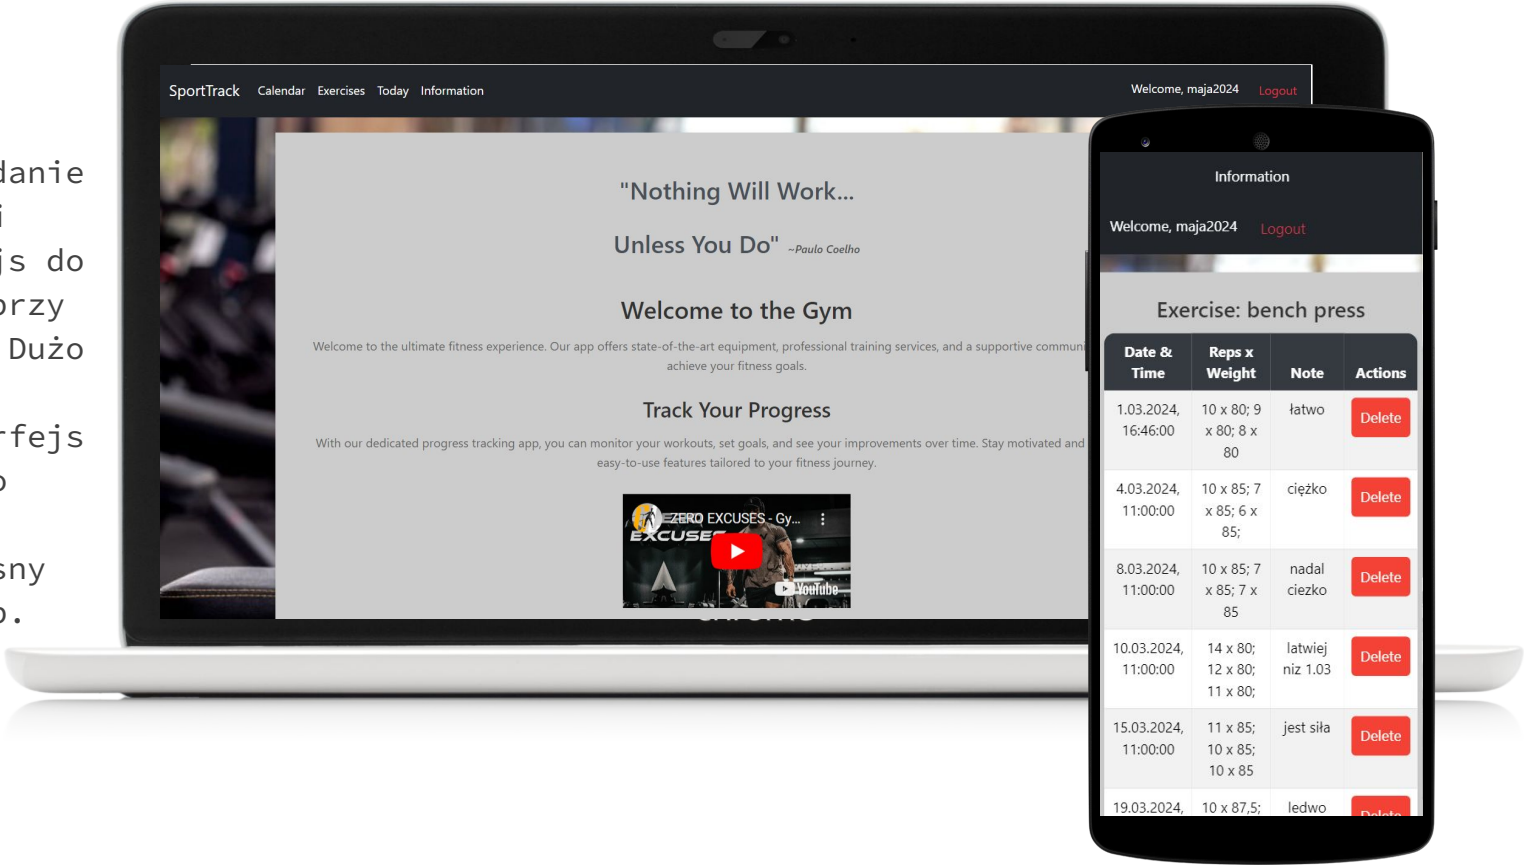 danie
i
js do
przy
Dużo
rfejs
o
sny
o.
SportTrack Calendar Exercises Today Information
Welcome, maja2024 Logout
"Nothing Will Work...
Unless You Do" ~Paulo Coelho
Welcome to the Gym
Welcome to the ultimate fitness experience. Our app offers state-of-the-art equipment, professional training services, and a supportive communi
achieve your fitness goals.
Track Your Progress
With our dedicated progress tracking app, you can monitor your workouts, set goals, and see your improvements over time. Stay motivated and
easy-to-use features tailored to your fitness journey.
ZERO EXCUSES - Gy...
EXCUSES
YouTube
Information
Welcome, maja2024 Logout
Exercise: bench press
Date & Reps x
Time Weight Note Actions
1.03.2024, 10 x 80; 9 łatwo Delete
16:46:00 x 80; 8 x
80
4.03.2024, 10 x 85; 7 ciężko Delete
11:00:00 x 85; 6 x
85;
8.03.2024, 10 x 85; 7 nadal Delete
11:00:00 x 85; 7 x ciezko
85
10.03.2024, 14 x 80; latwiej Delete
11:00:00 12 x 80; niz 1.03
11 x 80;
15.03.2024, 11 x 85; jest siła Delete
11:00:00 10 x 85;
10 x 85
19.03.2024, 10 x 87,5; ledwo Delete